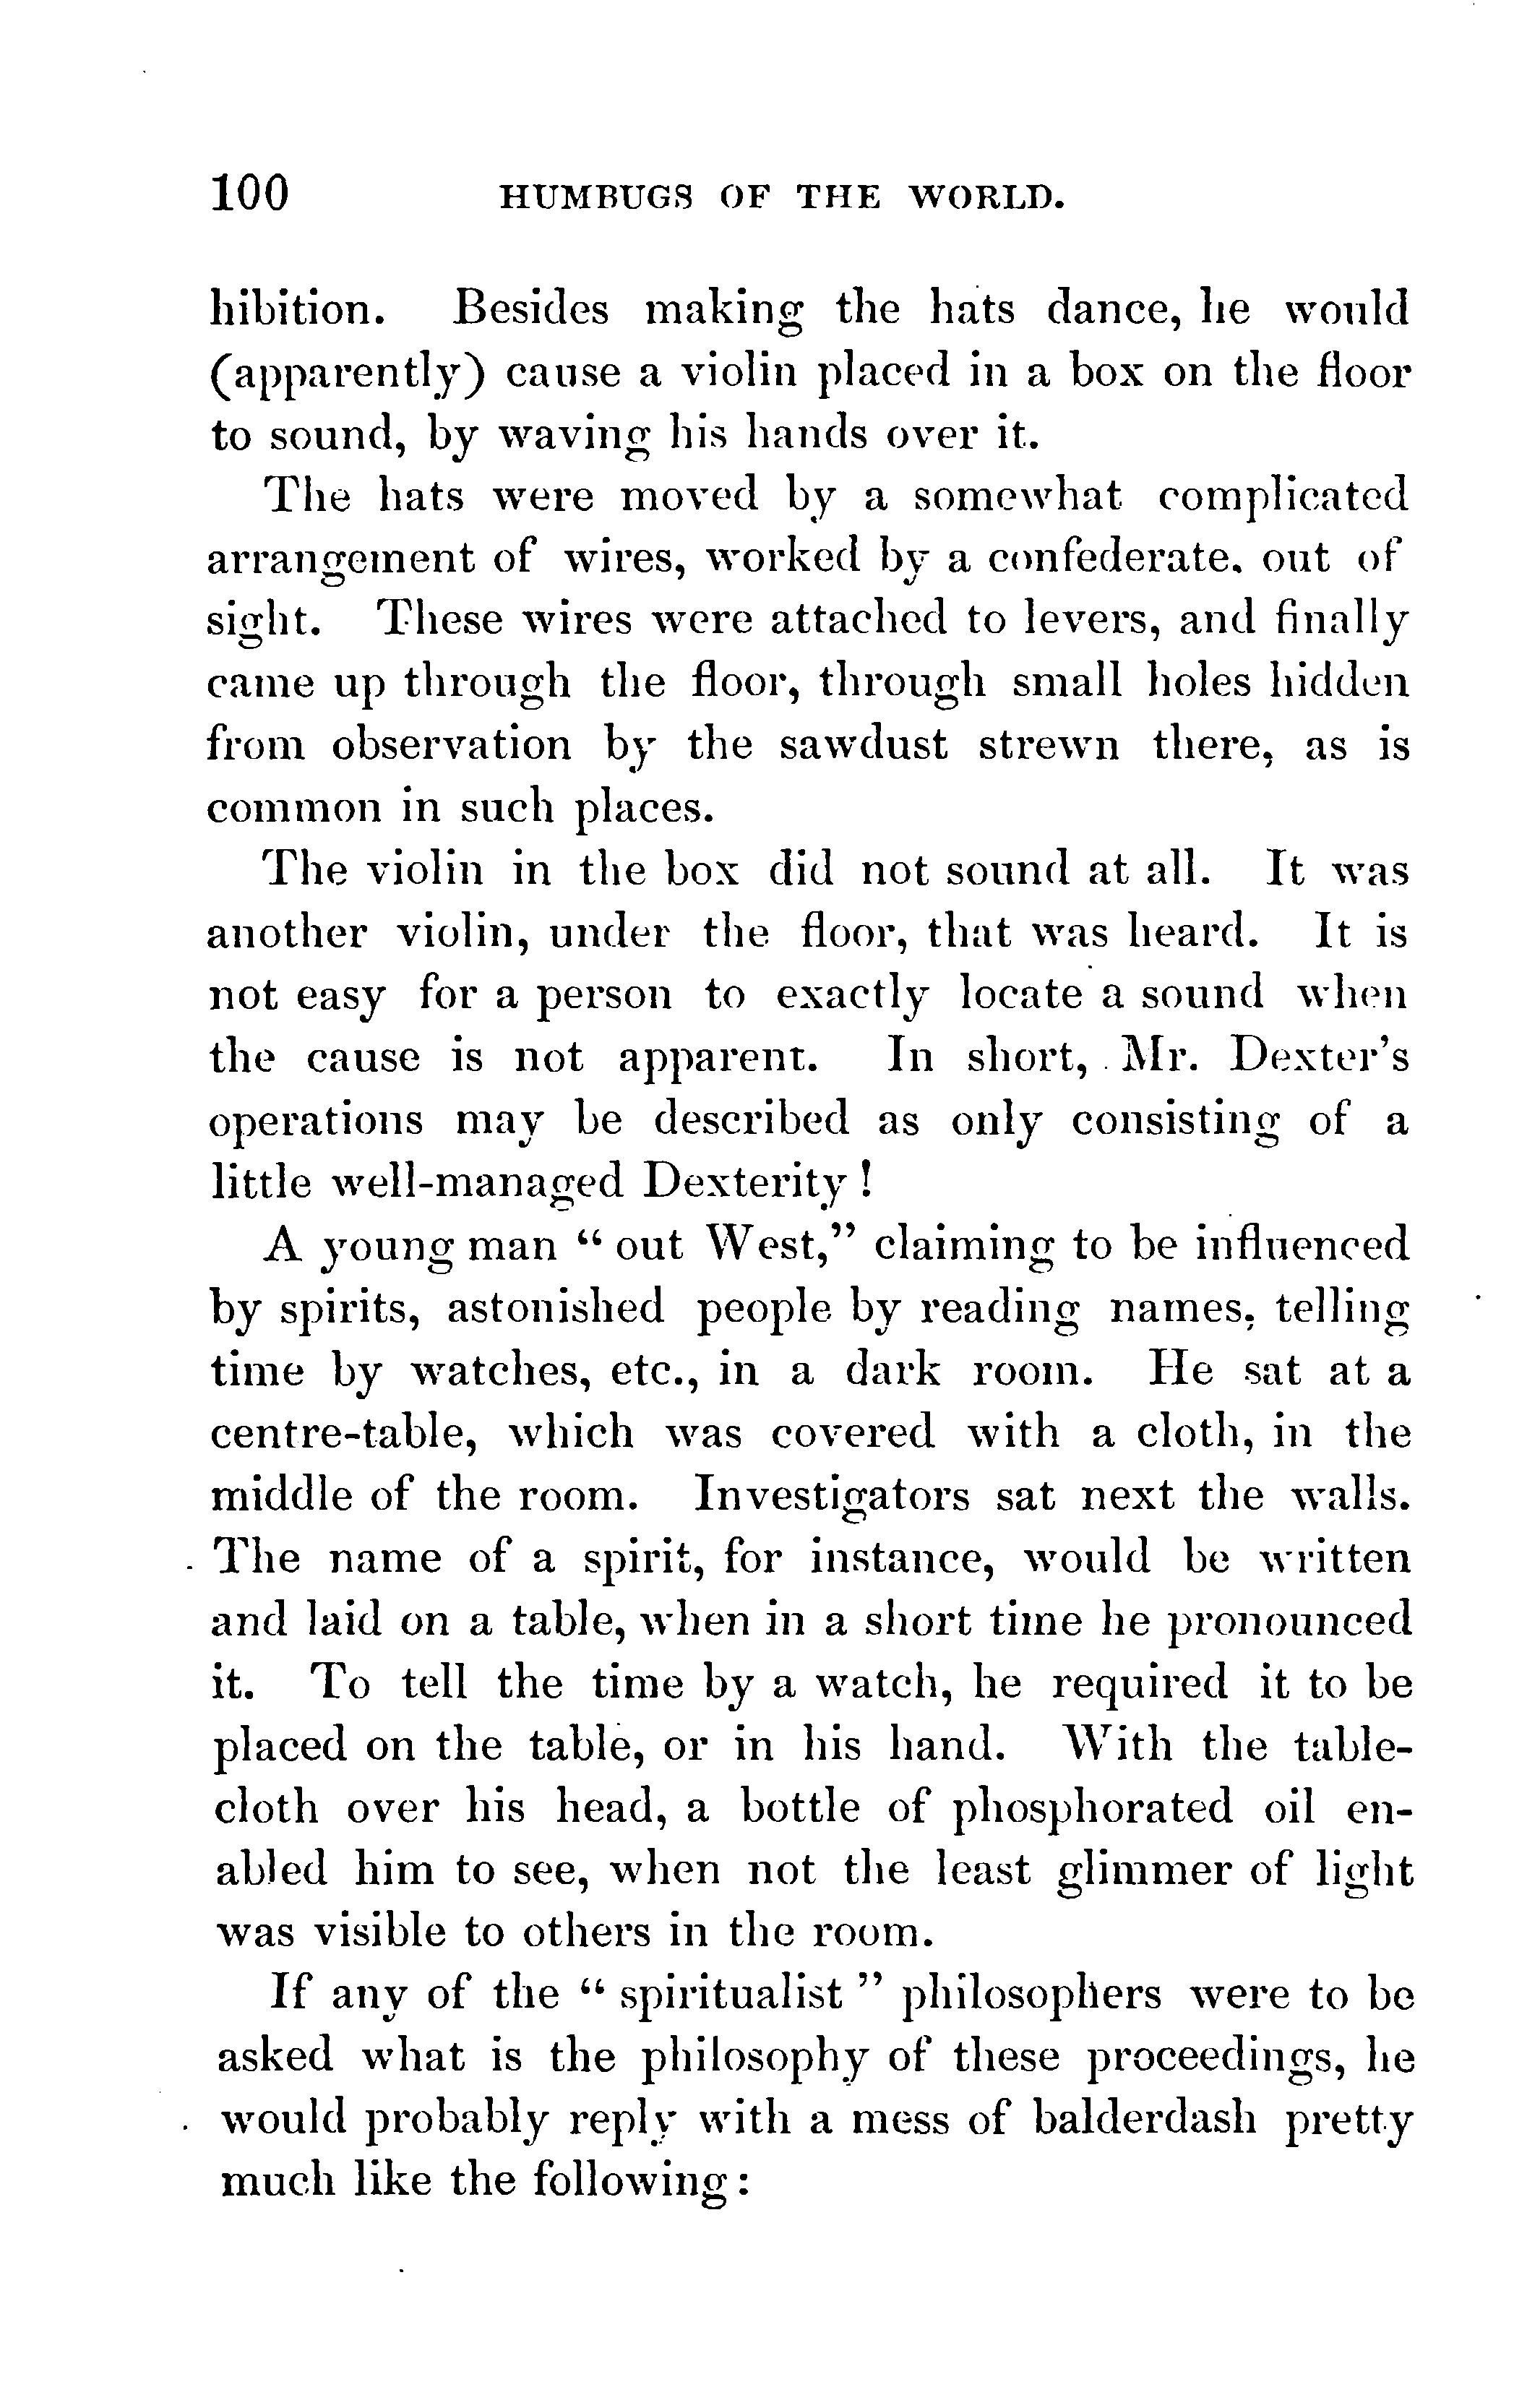 100 HUMBUGS OF THE WORLD.
hibition. Besides making the hats dance, he would
(apparently) cause a violin placed in a box on the floor
to sound, by waving his hands over it.
The hats were moved by a somewhat complicated
arrangement of wires, worked by a confederate, out of
sight. These wires were attached to levers, and finally
came up through the floor, through small holes hidden
from observation by the sawdust strewn there, as is
common in such places.
The violin in the box did not sound at all. It was
another violin, under the floor, that was heard. It is
not easy for a person to exactly locate a sound when
the cause is not apparent. In short, Mr. Dexter's
operations may be described as only consisting of a
little well-managed Dexterity!
A young man "out West," claiming to be influenced
by spirits, astonished people by reading names, telling
time by watches, etc., in a dark room. He sat at a
centre-table, which was covered with a cloth, in the
middle of the room. Investigators sat next the walls.
The name of a spirit, for instance, would be written
and laid on a table, when in a short time he pronounced
it. To tell the time by a watch, he required it to be
placed on the table, or in his hand. With the table-
cloth over his head, a bottle of phosphorated oil en-
abled him to see, when not the least glimmer of light
was visible to others in the room.
If any of the "spiritualist" philosophers were to be
asked what is the philosophy of these proceedings, he
would probably reply with a mess of balderdash pretty
much like the following: